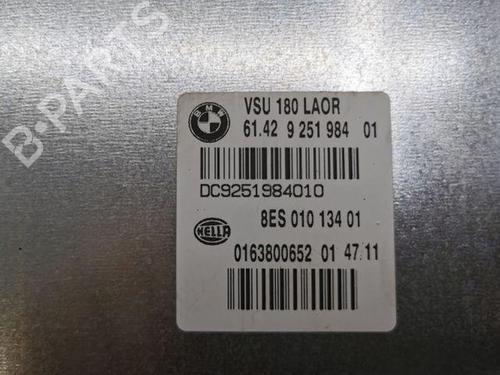 B-PARTS
BMW
VSU 180 LAOR
61.42 9 251 984 01
DC9251984010
8ES 010 134 01
HELLA
0163800652 01 47.11